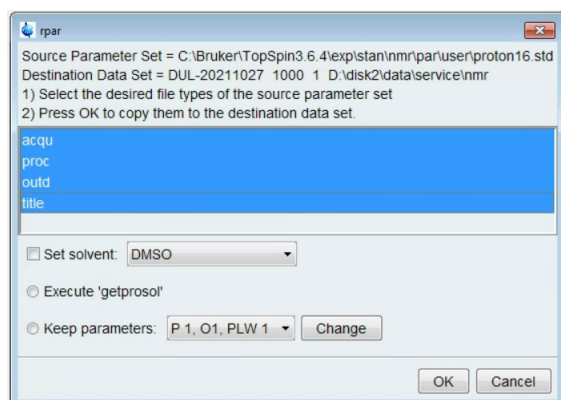 rpar
Source Parameter Set = C:\Bruker\TopSpin3.6.4\exp\stan\nmr\par\user\proton16.std
Destination Data Set = DUL-20211027 1000 1 D:\disk2\data\service\nmr
1) Select the desired file types of the source parameter set
2) Press OK to copy them to the destination data set.
acqu
proc
outd
title
Set solvent: DMSO
Execute 'getprosol'
Keep parameters: P 1, O1, PLW 1 Change
OK Cancel